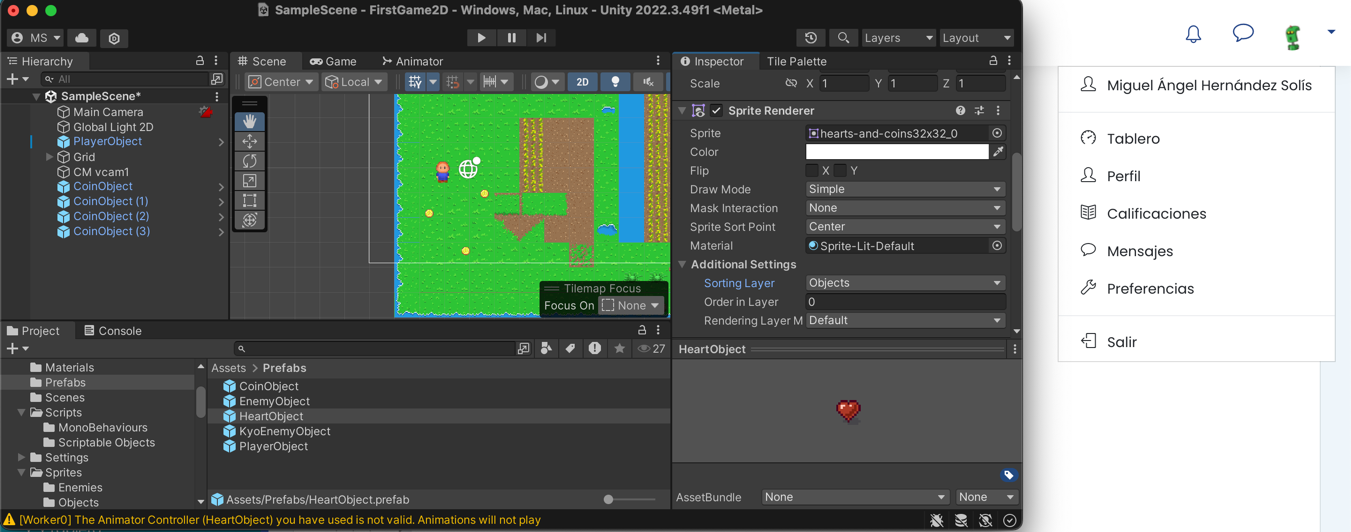 SampleScene - FirstGame2D - Windows, Mac, Linux - Unity 2022.3.49f1 <Metal>
MS
Layers
Layout
Hierarchy
All
SampleScene*
Main Camera
Global Light 2D
PlayerObject
Grid
CM vcam1
CoinObject
CoinObject (1)
CoinObject (2)
CoinObject (3)
Scene
Game
Animator
Center
Local
2D
Tilemap Focus
Focus On
None
Inspector
Tile Palette
Scale
X 1
Y 1
Z 1
Sprite Renderer
Sprite
hearts-and-coins32x32_0
Color
Flip
X
Y
Draw Mode
Simple
Mask Interaction
None
Sprite Sort Point
Center
Material
Sprite-Lit-Default
Additional Settings
Sorting Layer
Objects
Order in Layer
0
Rendering Layer M
Default
HeartObject
AssetBundle
None
None
Project
Console
27
Materials
Prefabs
Scenes
Scripts
MonoBehaviours
Scriptable Objects
Settings
Sprites
Enemies
Objects
Assets > Prefabs
CoinObject
EnemyObject
HeartObject
KyoEnemyObject
PlayerObject
Assets/Prefabs/HeartObject.prefab
[Worker0] The Animator Controller (HeartObject) you have used is not valid. Animations will not play
Miguel Ángel Hernández Solís
Tablero
Perfil
Calificaciones
Mensajes
Preferencias
Salir